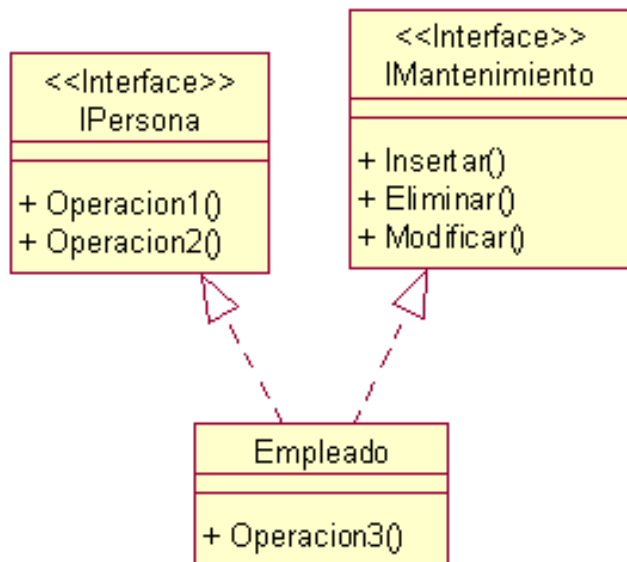 <<Interface>>
IPersona
+ Operacion1()
+ Operacion2()
<<Interface>>
IMantenimiento
+ Insertar()
+ Eliminar()
+ Modificar()
Empleado
+ Operacion3()